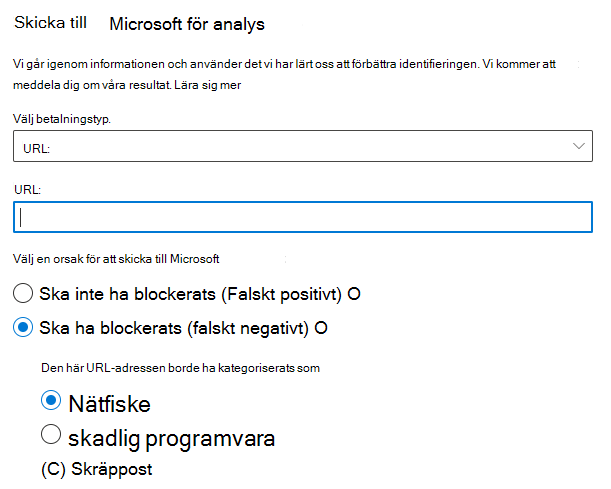 Skicka till Microsoft för analys
Vi går igenom informationen och använder det vi har lärt oss att förbättra identifieringen. Vi kommer att
meddela dig om våra resultat. Lära sig mer
Välj betalningstyp.
URL:
URL:
Välj en orsak för att skicka till Microsoft
Ska inte ha blockerats (Falskt positivt) O
Ska ha blockerats (falskt negativt) O
Den här URL-adressen borde ha kategoriserats som
Nätfiske
skadlig programvara
(C) Skräppost